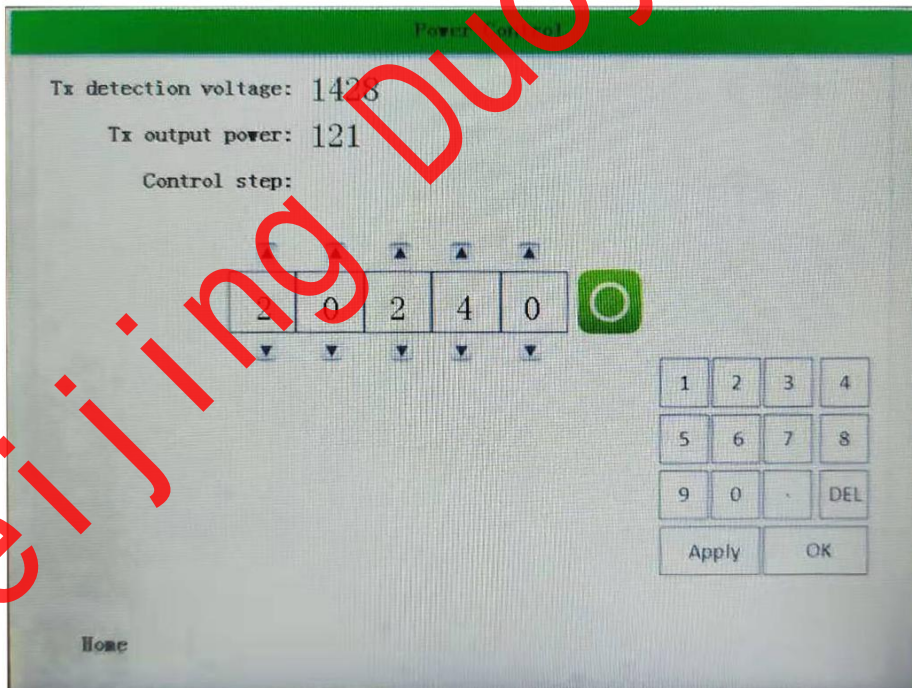 Power Control
Tx detection voltage: 1428
Tx output power: 121
Control step:
2 0 2 4 0
1 2 3 4
5 6 7 8
9 0 . DEL
Apply OK
Home
eijing Duoy